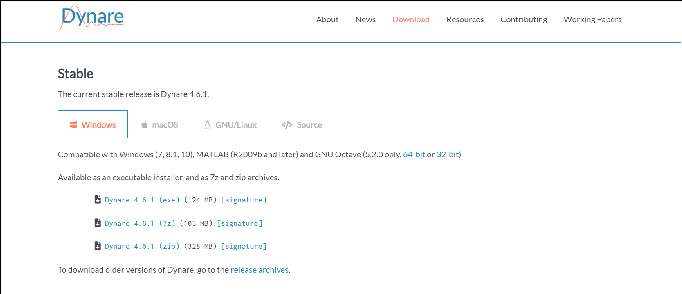 Dynare
About News Download Resources Contributing Working Papers
Stable
The current stable release is Dynare 4.6.1.
Windows macOS GNU/Linux Source
Compatible with Windows (7, 8.1, 10), MATLAB (R2009b and later) and GNU Octave (5.2.0 only, 64-bit or 32-bit)
Available as an executable installer, and as 7z and zip archives.
Dynare 4.6.1 (exe) (124 MB) [signature]
Dynare 4.6.1 (7z) MB) [signature]
Dynare 4.6.1 (zip) (328 MB) [signature]
To download older versions of Dynare, go to the release archives.